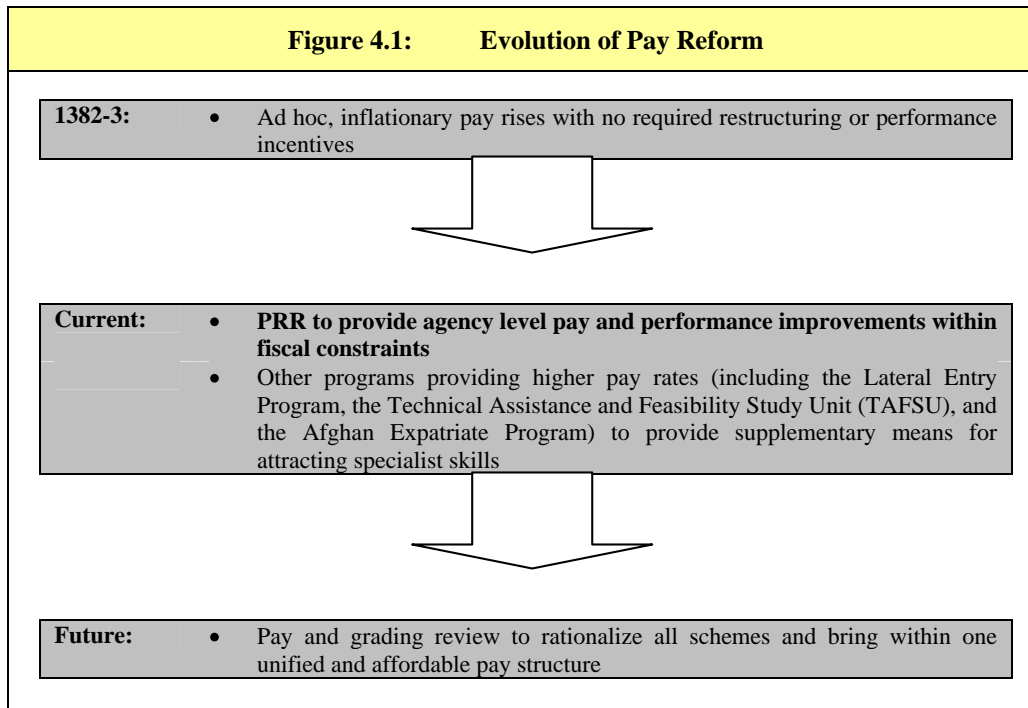 Figure 4.1: Evolution of Pay Reform
1382-3: • Ad hoc, inflationary pay rises with no required restructuring or performance
incentives
Current: • PRR to provide agency level pay and performance improvements within
fiscal constraints
• Other programs providing higher pay rates (including the Lateral Entry
Program, the Technical Assistance and Feasibility Study Unit (TAFSU), and
the Afghan Expatriate Program) to provide supplementary means for
attracting specialist skills
Future: • Pay and grading review to rationalize all schemes and bring within one
unified and affordable pay structure